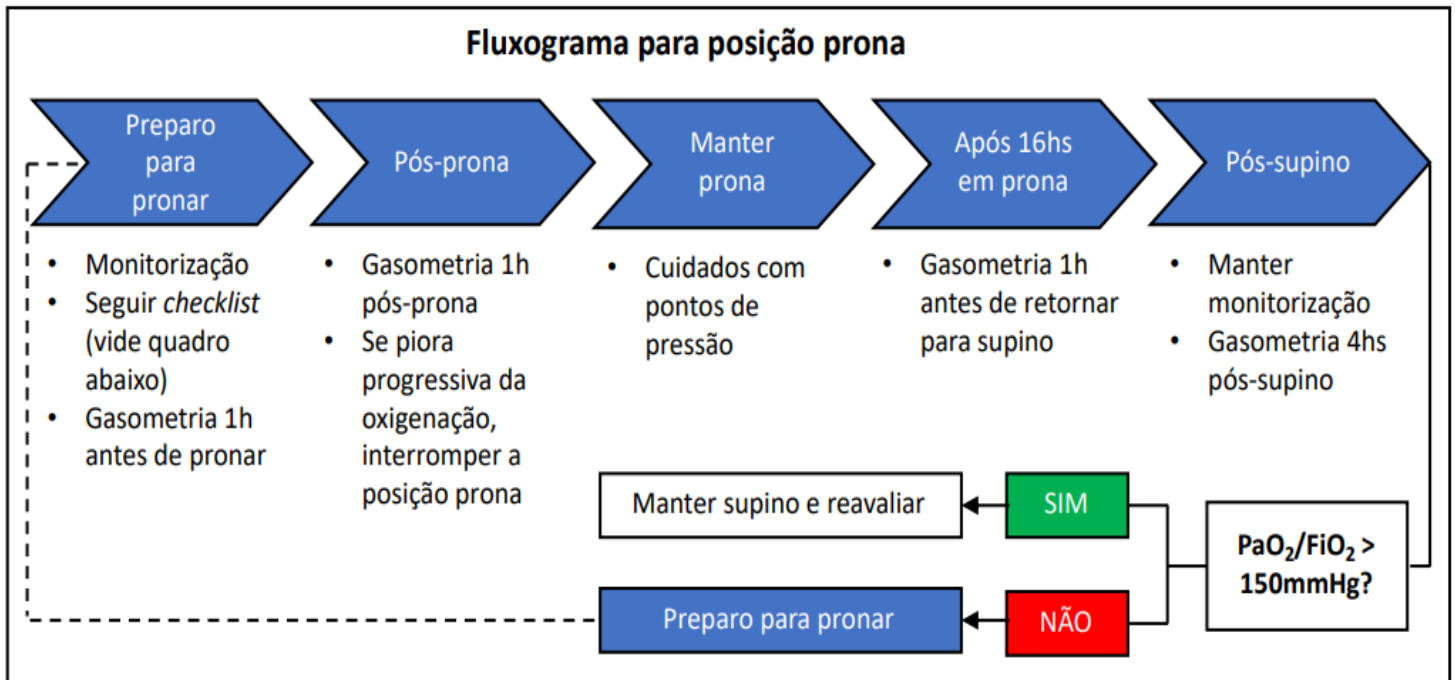 Fluxograma para posição prona
Preparo
para
pronar
• Monitorização
• Seguir checklist
(vide quadro
abaixo)
• Gasometria 1h
antes de pronar
Pós-prona
• Gasometria 1h
pós-prona
• Se piora
progressiva da
oxigenação,
interromper a
posição prona
Manter
prona
• Cuidados com
pontos de
pressão
Após 16hs
em prona
• Gasometria 1h
antes de retornar
para supino
Pós-supino
• Manter
monitorização
• Gasometria 4hs
pós-supino
PaO₂/FiO₂ >
150mmHg?
SIM
Manter supino e reavaliar
NÃO
Preparo para pronar